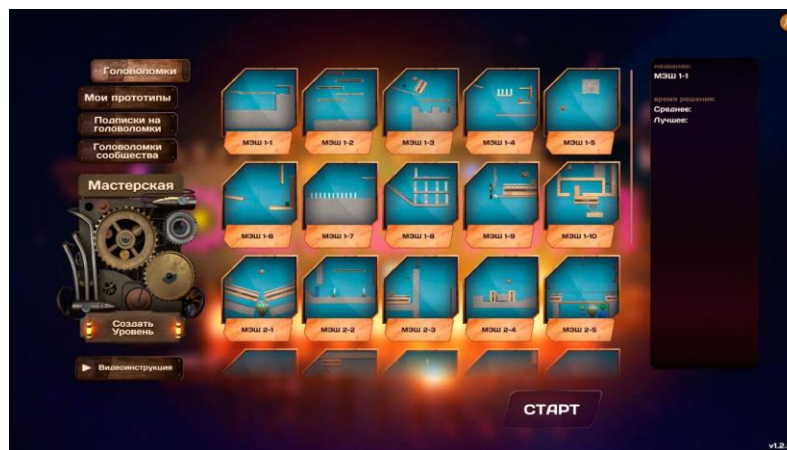 Головоломки
Мои прототипы
Подписки на
головоломки
Головоломки
сообщества
Мастерская
Создать
Уровень
Видеоинструкция
МЭШ 1-1
МЭШ 1-2
МЭШ 1-3
МЭШ 1-4
МЭШ 1-5
МЭШ 1-6
МЭШ 1-7
МЭШ 1-8
МЭШ 1-9
МЭШ 1-10
МЭШ 2-1
МЭШ 2-2
МЭШ 2-3
МЭШ 2-4
МЭШ 2-5
СТАРТ
название:
МЭШ 1-1
время решения:
Среднее:
Лучшее: